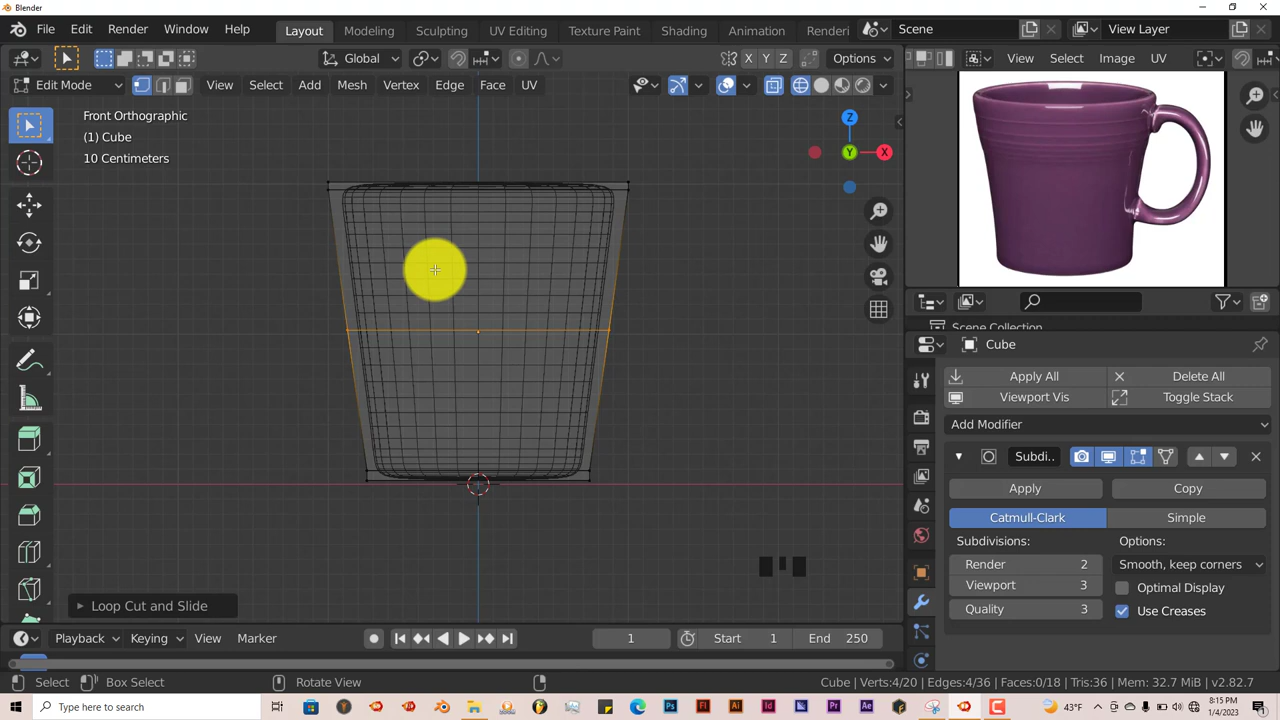 Blender
File Edit Render Window Help Layout Modeling Sculpting UV Editing Texture Paint Shading Animation Renderi Scene View Layer
Global X Y Z Options View Select Image UV
Edit Mode View Select Add Mesh Vertex Edge Face UV
Front Orthographic
(1) Cube
10 Centimeters
Z
Y X
Scene Collection
Cube
Apply All Delete All
Viewport Vis Toggle Stack
Add Modifier
Subdi..
Apply Copy
Catmull-Clark Simple
Subdivisions: Options:
Render 2 Smooth, keep corners
Viewport 3 Optimal Display
Quality 3 Use Creases
Loop Cut and Slide
Playback Keying View Marker 1 Start 1 End 250
Select Box Select Rotate View Cube | Verts:4/20 | Edges:4/36 | Faces:0/18 | Tris:36 | Mem: 32.7 MiB | v2.82.7
Type here to search 43°F 8:15 PM
1/4/2023